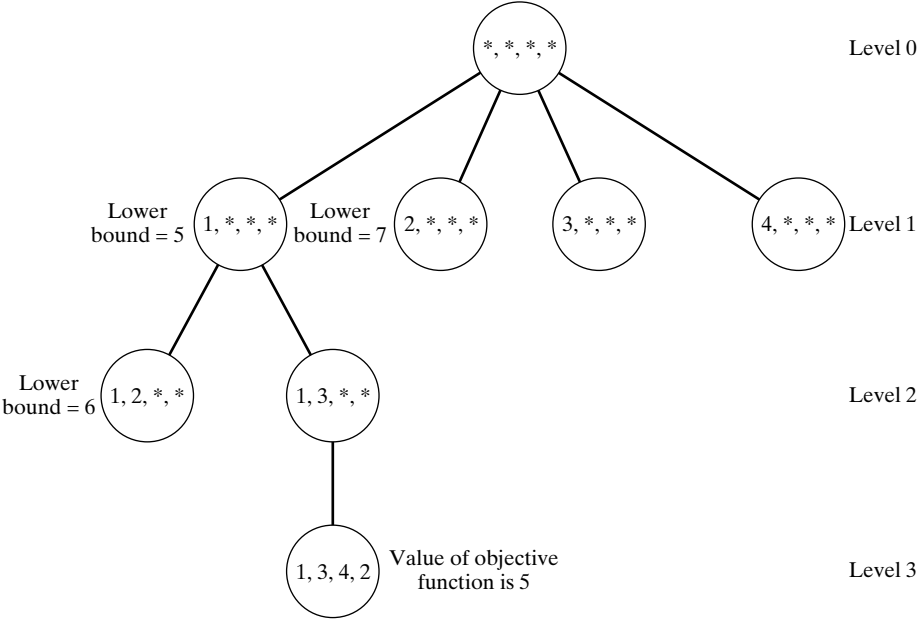 *, *, *, *
Level 0
Lower
bound = 5
1, *, *, *
Lower
bound = 7
2, *, *, *
3, *, *, *
4, *, *, *
Level 1
Lower
bound = 6
1, 2, *, *
1, 3, *, *
Level 2
1, 3, 4, 2
Value of objective
function is 5
Level 3